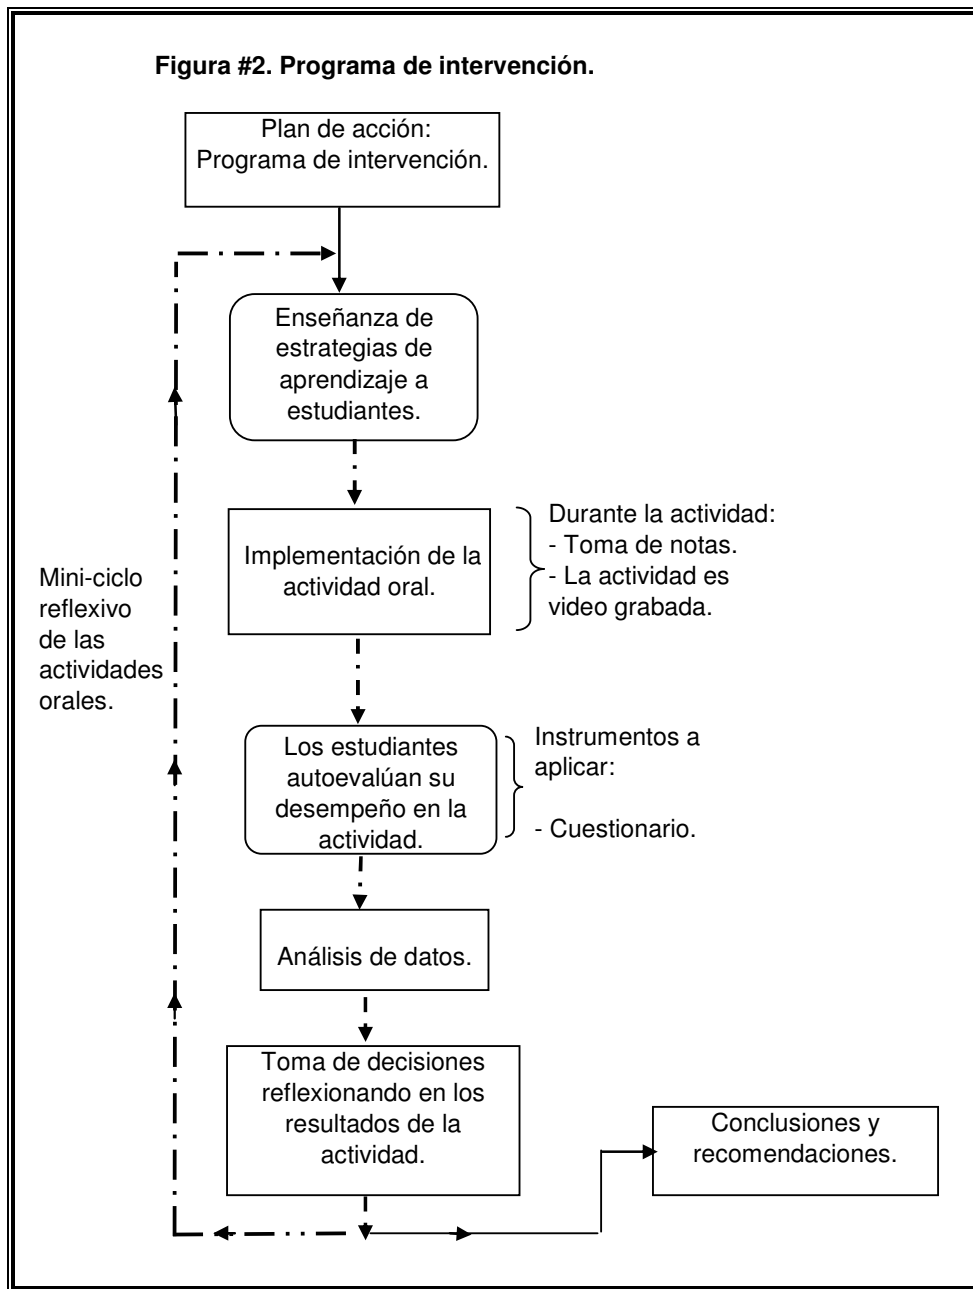 Figura #2. Programa de intervención.
Plan de acción:
Programa de intervención.
Enseñanza de
estrategias de
aprendizaje a
estudiantes.
Implementación de la
actividad oral.
Durante la actividad:
- Toma de notas.
- La actividad es
video grabada.
Mini-ciclo
reflexivo
de las
actividades
orales.
Los estudiantes
autoevalúan su
desempeño en la
actividad.
Instrumentos a
aplicar:
- Cuestionario.
Análisis de datos.
Toma de decisiones
reflexionando en los
resultados de la
actividad.
Conclusiones y
recomendaciones.